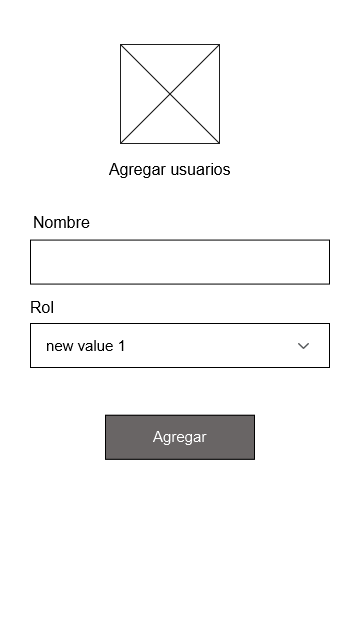 Agregar usuarios
Nombre
Rol
new value 1
Agregar